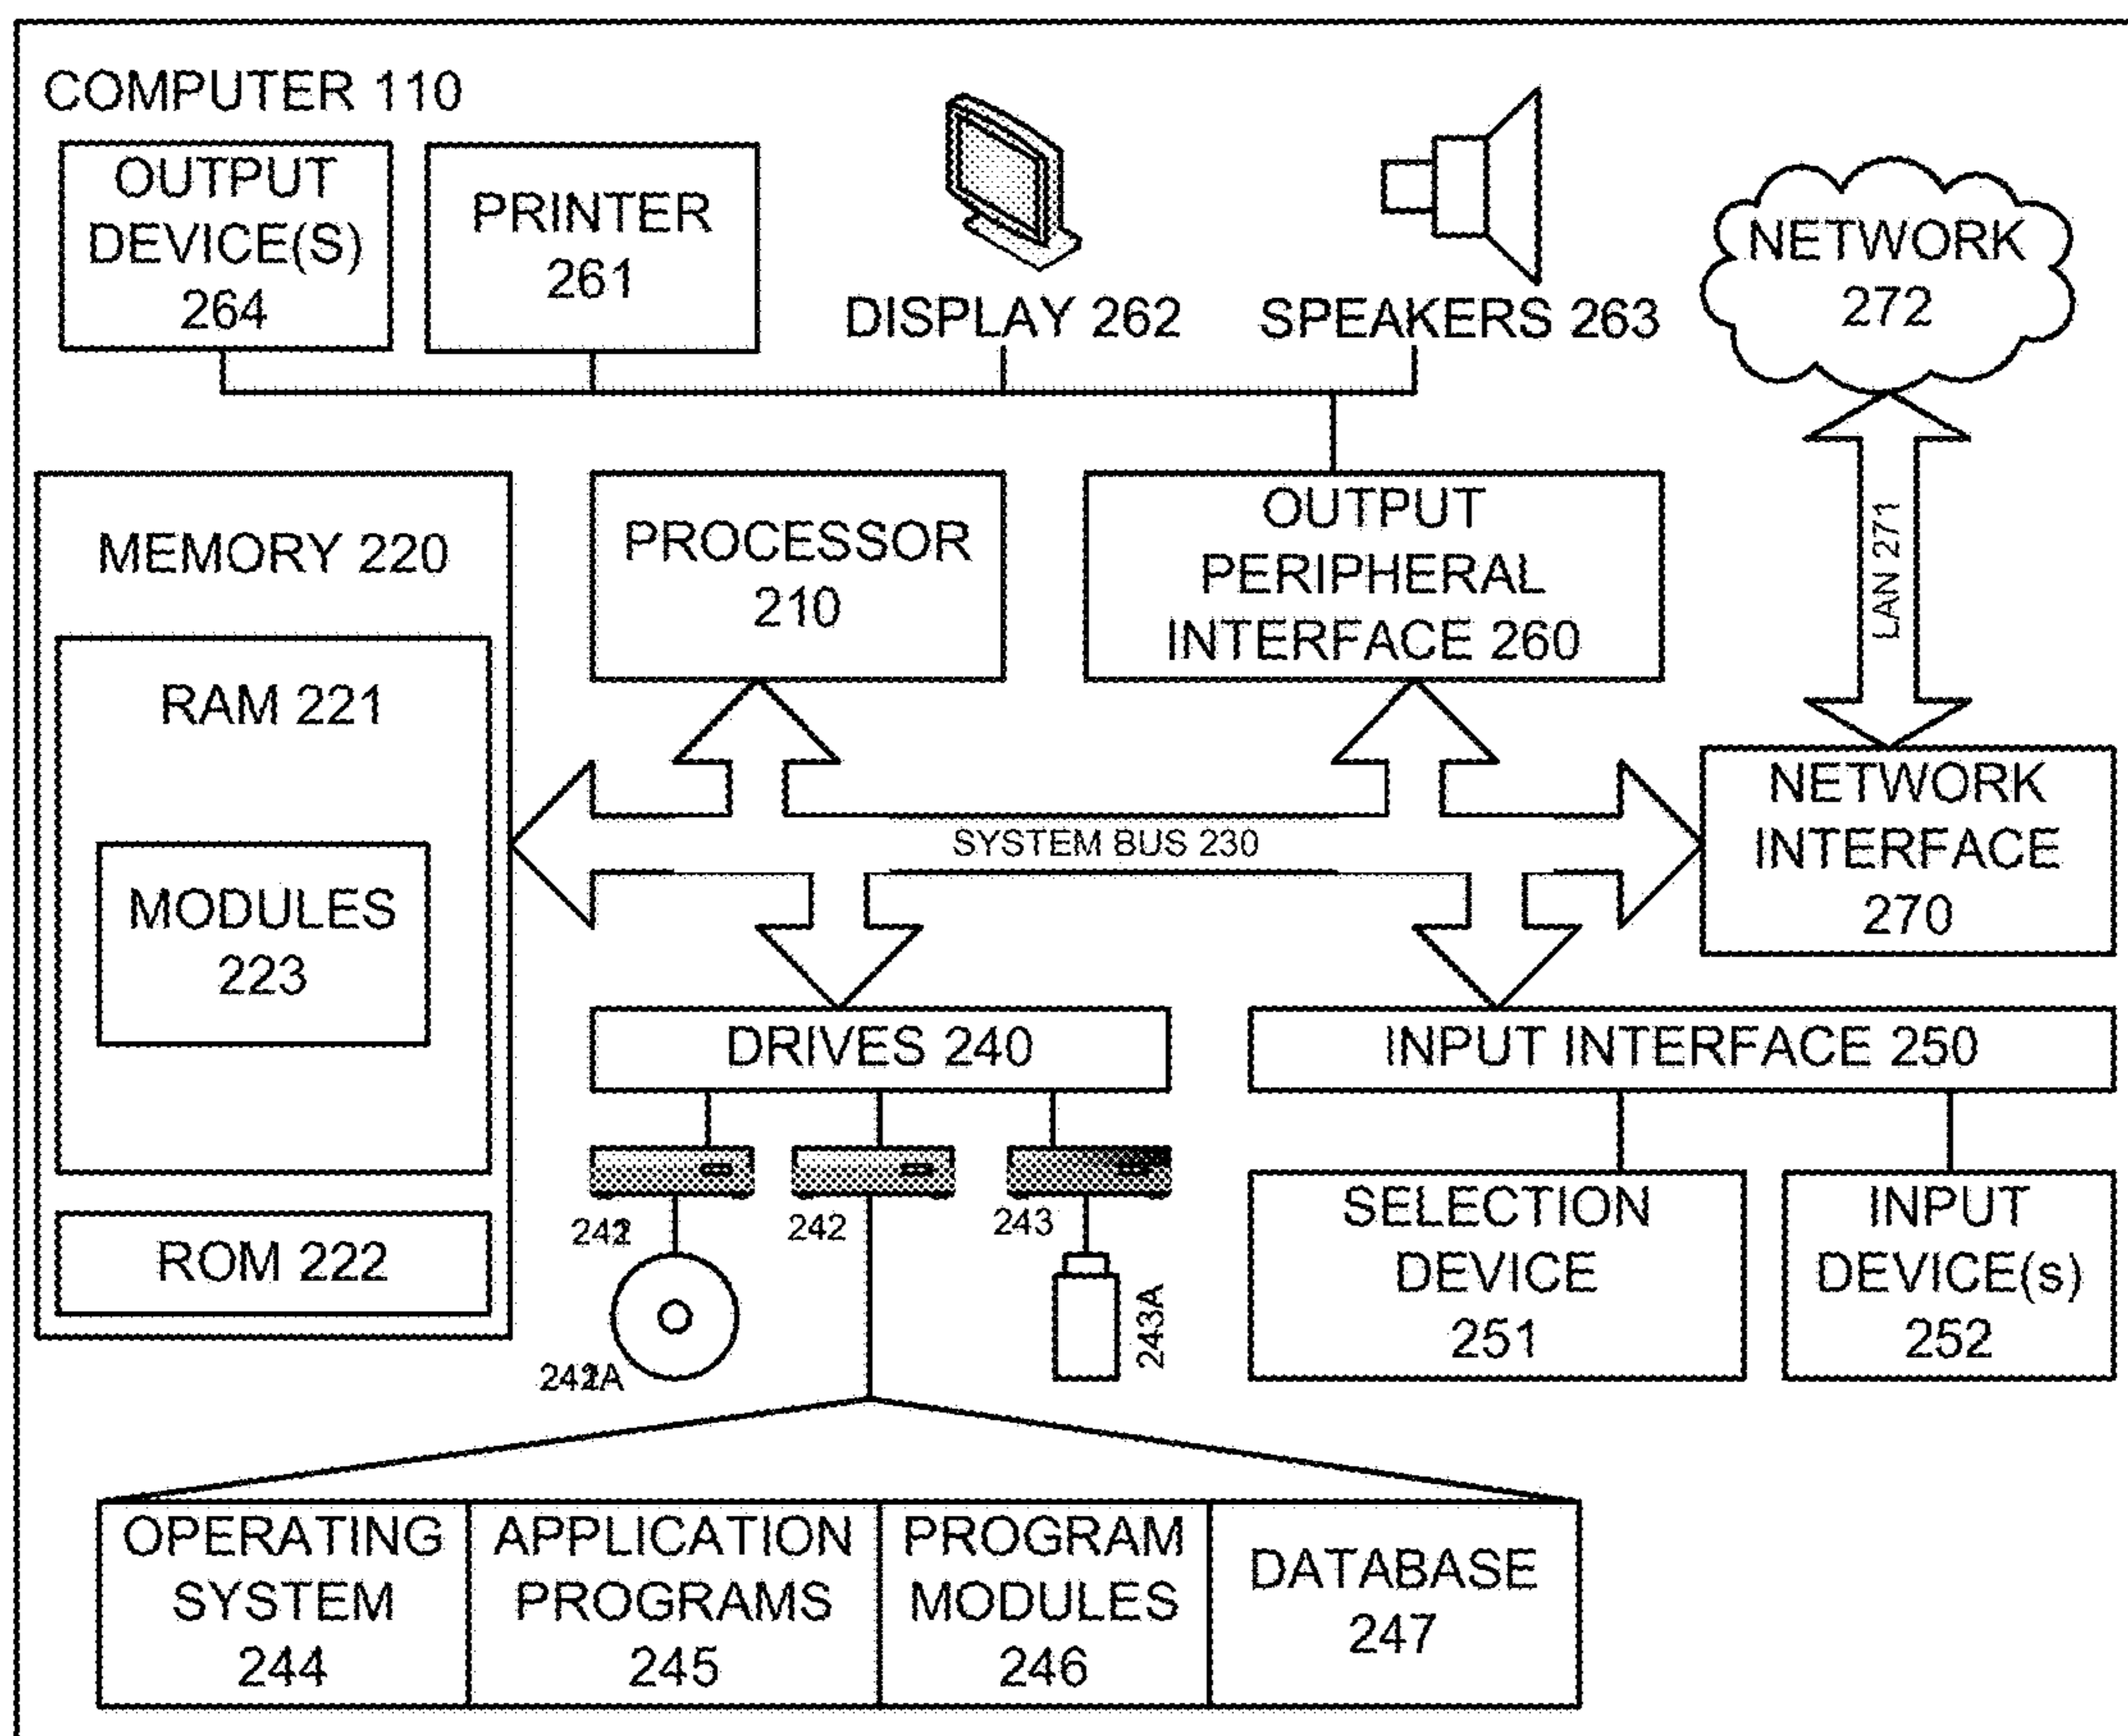 COMPUTER 110
OUTPUT
DEVICE(S)
264
PRINTER
261
DISPLAY 262
SPEAKERS 263
NETWORK
272
LAN 271
MEMORY 220
RAM 221
MODULES
223
ROM 222
PROCESSOR
210
OUTPUT
PERIPHERAL
INTERFACE 260
SYSTEM BUS 230
NETWORK
INTERFACE
270
DRIVES 240
242
243
243A
INPUT INTERFACE 250
SELECTION
DEVICE
251
INPUT
DEVICE(s)
252
OPERATING
SYSTEM
244
APPLICATION
PROGRAMS
245
PROGRAM
MODULES
246
DATABASE
247